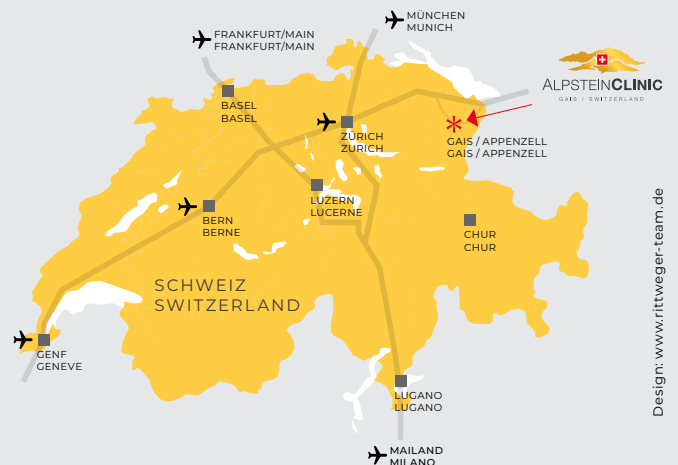 FRANKFURT/MAIN
FRANKFURT/MAIN
MÜNCHEN
MUNICH
ALPSTEINCLINIC
GAIS / SWITZERLAND
BASEL
BASEL
ZÜRICH
ZURICH
GAIS / APPENZELL
GAIS / APPENZELL
LUZERN
LUCERNE
BERN
BERNE
CHUR
CHUR
SCHWEIZ
SWITZERLAND
GENF
GENEVE
LUGANO
LUGANO
MAILAND
MILANO
Design: www.rittweger-team.de